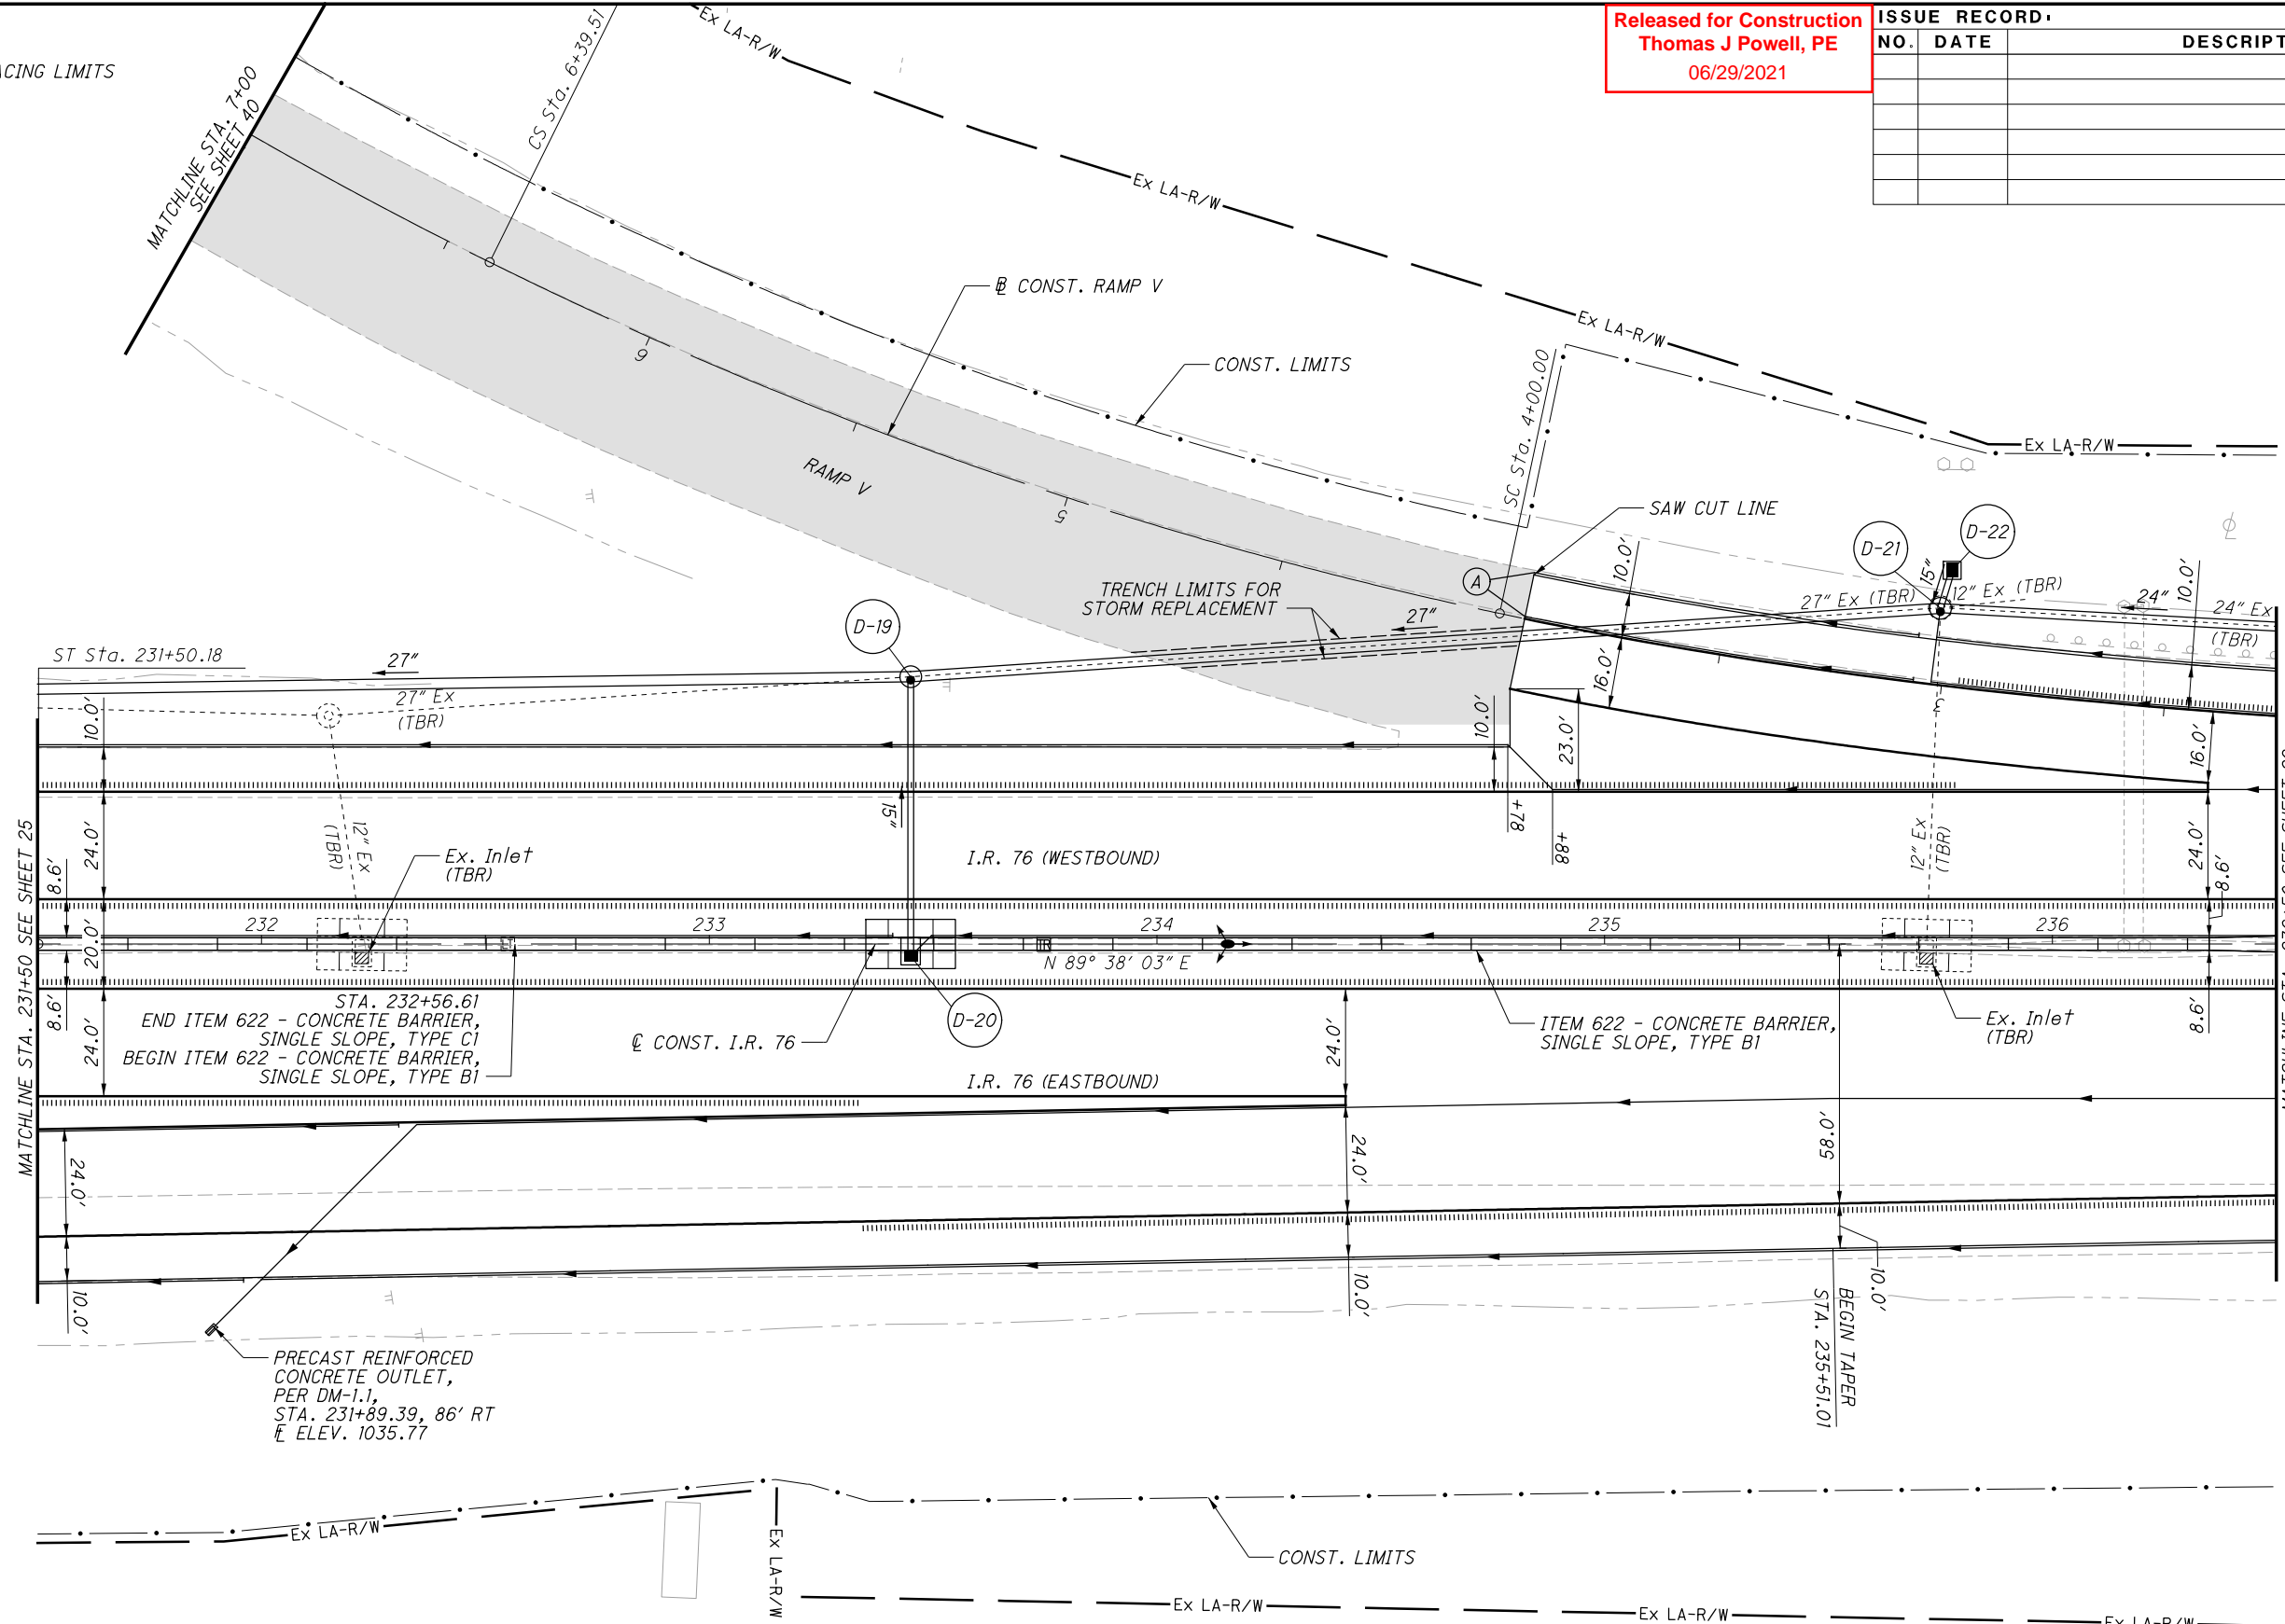 ACING LIMITS
Released for Construction
Thomas J Powell, PE
06/29/2021
ISSUE RECORD:
NO. DATE DESCRIPT
MATCHLINE STA. 7+00
SEE SHEET 40
CS Sta. 6+39.51
Ex LA-R/W
Ex LA-R/W
Ex LA-R/W
Ex LA-R/W
℄ CONST. RAMP V
CONST. LIMITS
6
RAMP V
5
SC Sta. 4+00.00
SAW CUT LINE
A
10.0'
16.0'
TRENCH LIMITS FOR
STORM REPLACEMENT
27"
D-19
D-21
D-22
15"
12" Ex (TBR)
27" Ex (TBR)
24"
10.0'
24" Ex
(TBR)
3
ST Sta. 231+50.18
27"
27" Ex
(TBR)
10.0'
10.0'
23.0'
16.0'
+78
+88
15"
12" Ex
(TBR)
Ex. Inlet
(TBR)
I.R. 76 (WESTBOUND)
12" Ex
(TBR)
24.0'
24.0'
8.6'
8.6'
MATCHLINE STA. 231+50 SEE SHEET 25
232
233
234
235
236
20.0'
N 89° 38' 03" E
8.6'
24.0'
STA. 232+56.61
END ITEM 622 - CONCRETE BARRIER,
SINGLE SLOPE, TYPE C1
BEGIN ITEM 622 - CONCRETE BARRIER,
SINGLE SLOPE, TYPE B1
℄ CONST. I.R. 76
D-20
24.0'
ITEM 622 - CONCRETE BARRIER,
SINGLE SLOPE, TYPE B1
Ex. Inlet
(TBR)
8.6'
I.R. 76 (EASTBOUND)
24.0'
24.0'
58.0'
10.0'
10.0'
10.0'
BEGIN TAPER
STA. 235+51.01
PRECAST REINFORCED
CONCRETE OUTLET,
PER DM-1.1,
STA. 231+89.39, 86' RT
℄ ELEV. 1035.77
Ex LA-R/W
Ex LA-R/W
CONST. LIMITS
Ex LA-R/W
Ex LA-R/W
Ex LA-R/W